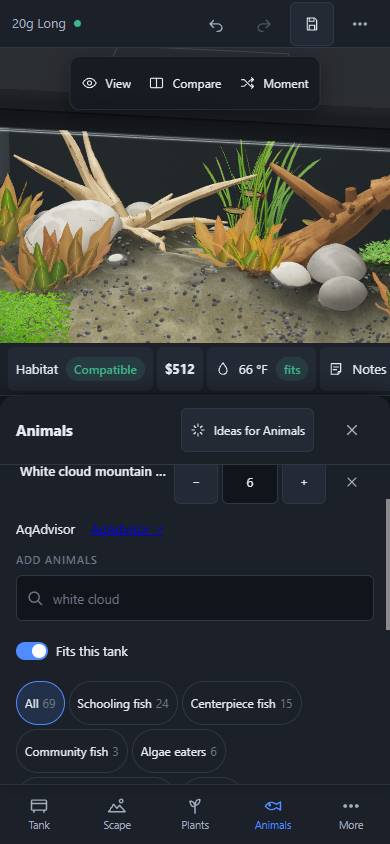 20g Long
View Compare Moment
Habitat Compatible $512 66 °F fits Notes
Animals Ideas for Animals
White cloud mountain ... − 6 +
AqAdvisor AqAdvisor
ADD ANIMALS
white cloud
Fits this tank
All 69 Schooling fish 24 Centerpiece fish 15
Community fish 3 Algae eaters 6
Tank Scape Plants Animals More